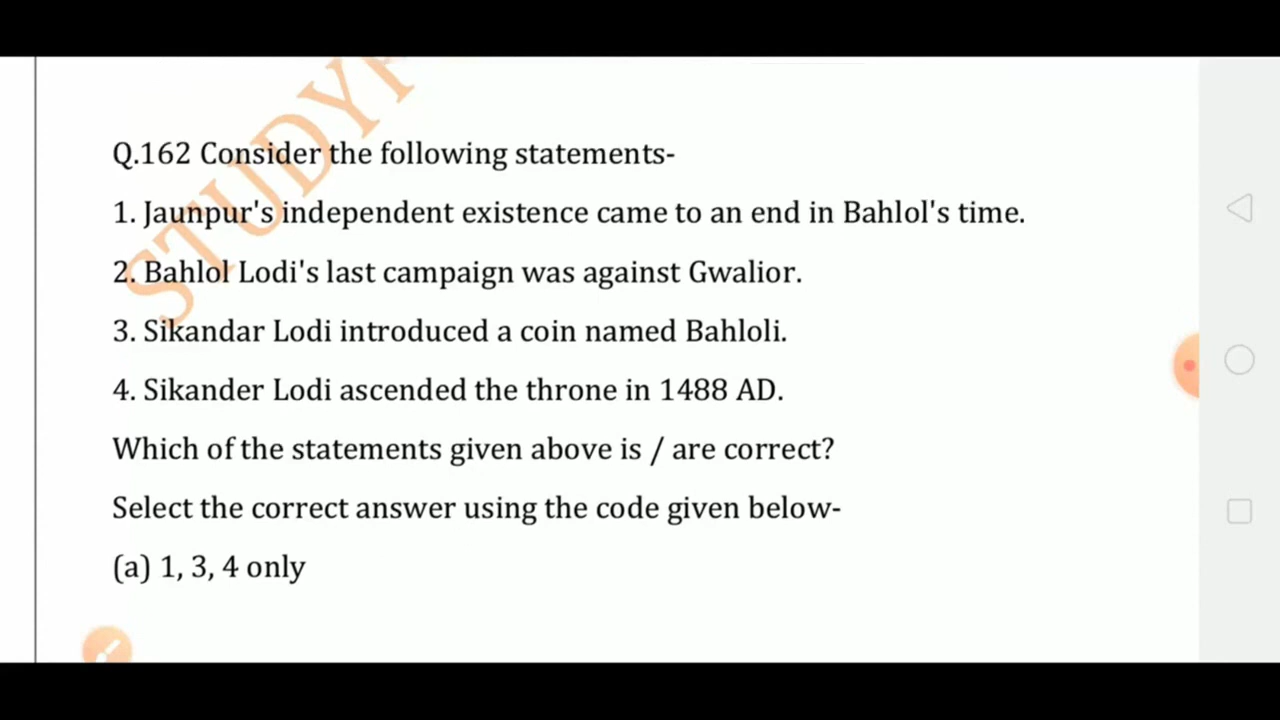 Q.162 Consider the following statements-
1. Jaunpur's independent existence came to an end in Bahlol's time.
2. Bahlol Lodi's last campaign was against Gwalior.
3. Sikandar Lodi introduced a coin named Bahloli.
4. Sikander Lodi ascended the throne in 1488 AD.
Which of the statements given above is / are correct?
Select the correct answer using the code given below-
(a) 1, 3, 4 only